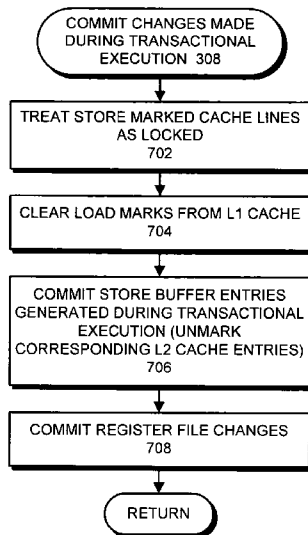 COMMIT CHANGES MADE
DURING TRANSACTIONAL
EXECUTION 308
TREAT STORE MARKED CACHE LINES
AS LOCKED
702
CLEAR LOAD MARKS FROM L1 CACHE
704
COMMIT STORE BUFFER ENTRIES
GENERATED DURING TRANSACTIONAL
EXECUTION (UNMARK
CORRESPONDING L2 CACHE ENTRIES)
706
COMMIT REGISTER FILE CHANGES
708
RETURN